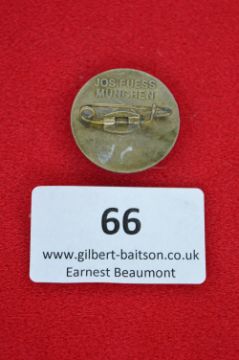 JOS. FUESS
MÜNCHEN
66
www.gilbert-baitson.co.uk
Earnest Beaumont